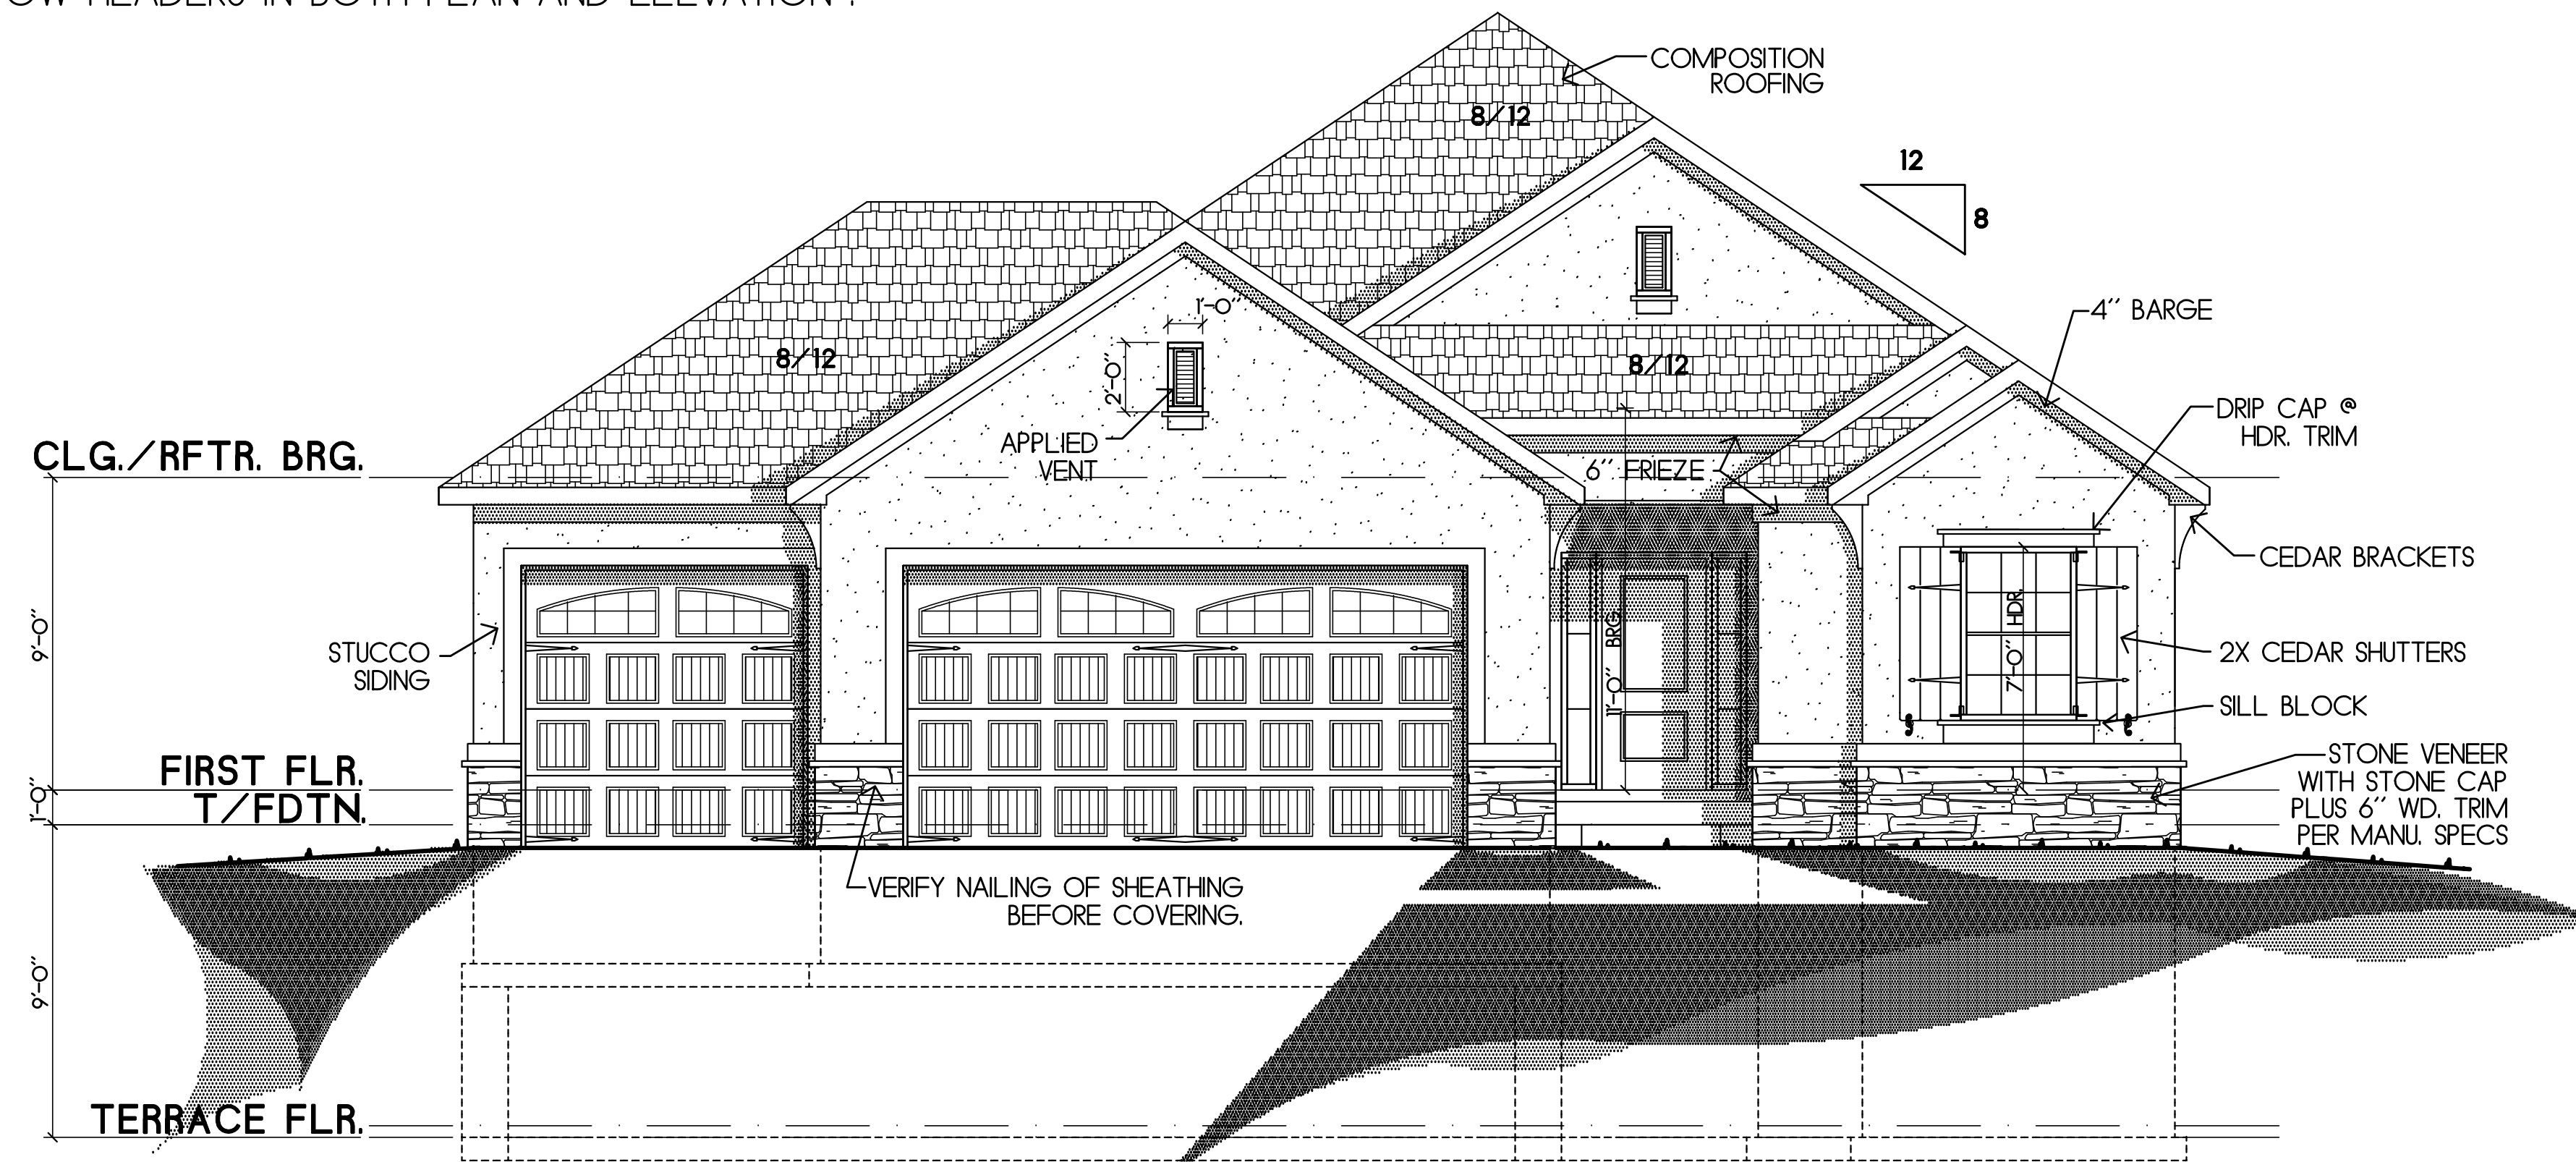 COMPOSITION
ROOFING
8/12
12
8
4" BARGE
1'-0"
2'-0"
8/12
8/12
DRIP CAP @
HDR. TRIM
APPLIED
VENT
CLG./RFTR. BRG.
6" FRIEZE
CEDAR BRACKETS
9'-0"
STUCCO
SIDING
11'-0" BRG.
7'-0" HDR.
2X CEDAR SHUTTERS
SILL BLOCK
FIRST FLR.
1'-0"
T/FDTN.
STONE VENEER
WITH STONE CAP
PLUS 6" WD. TRIM
PER MANU. SPECS
VERIFY NAILING OF SHEATHING
BEFORE COVERING.
9'-0"
TERRACE FLR.